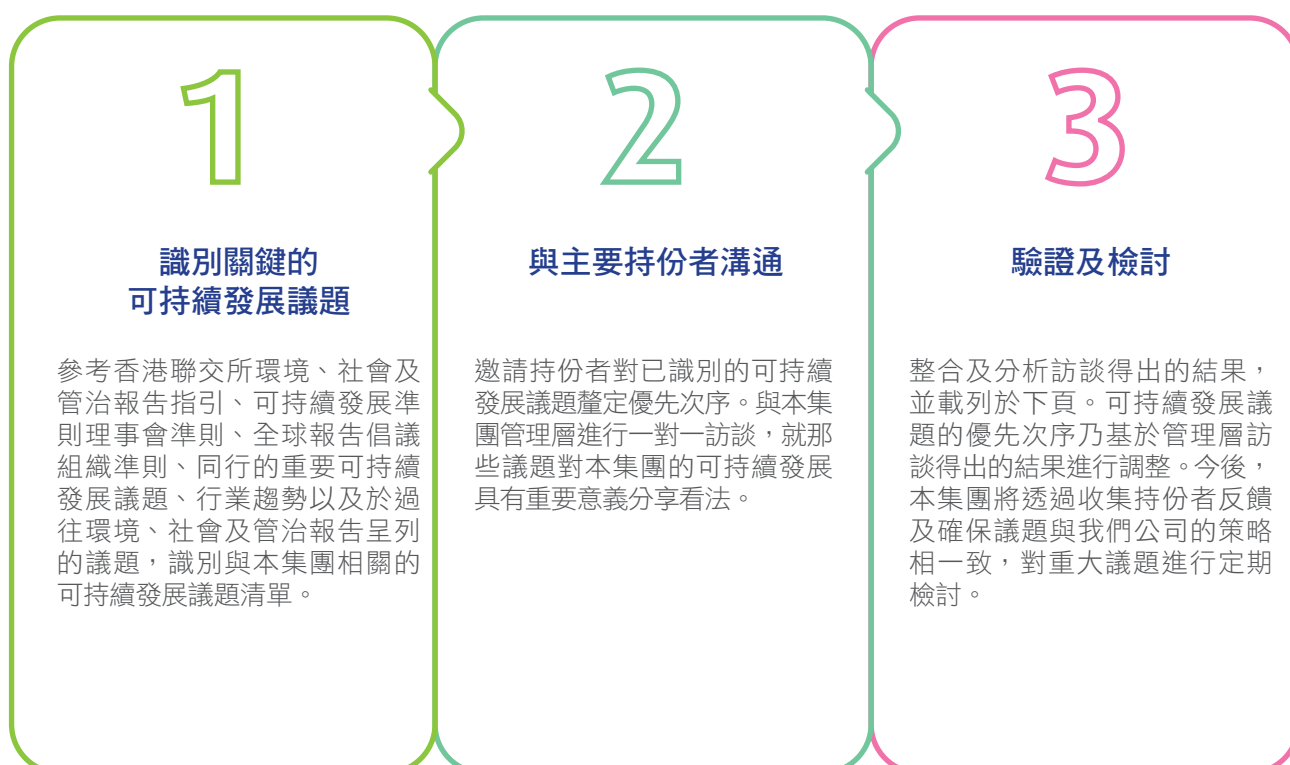 1
識別關鍵的
可持續發展議題
參考香港聯交所環境、社會及
管治報告指引、可持續發展準
則理事會準則、全球報告倡議
組織準則、同行的重要可持續
發展議題、行業趨勢以及於過
往環境、社會及管治報告呈列
的議題，識別與本集團相關的
可持續發展議題清單。
2
與主要持份者溝通
邀請持份者對已識別的可持續
發展議題釐定優先次序。與本集
團管理層進行一對一訪談，就那
些議題對本集團的可持續發展
具有重要意義分享看法。
3
驗證及檢討
整合及分析訪談得出的結果，
並載列於下頁。可持續發展議
題的優先次序乃基於管理層訪
談得出的結果進行調整。今後，
本集團將透過收集持份者反饋
及確保議題與我們公司的策略
相一致，對重大議題進行定期
檢討。